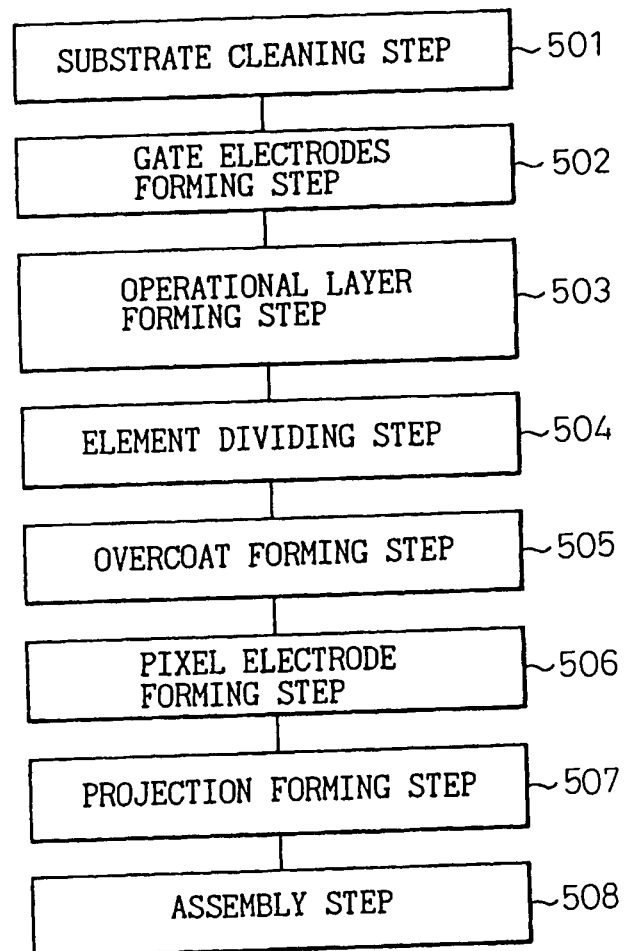 SUBSTRATE CLEANING STEP 501
GATE ELECTRODES
FORMING STEP
502
OPERATIONAL LAYER
FORMING STEP
503
ELEMENT DIVIDING STEP 504
OVERCOAT FORMING STEP 505
PIXEL ELECTRODE
FORMING STEP
506
PROJECTION FORMING STEP 507
ASSEMBLY STEP 508